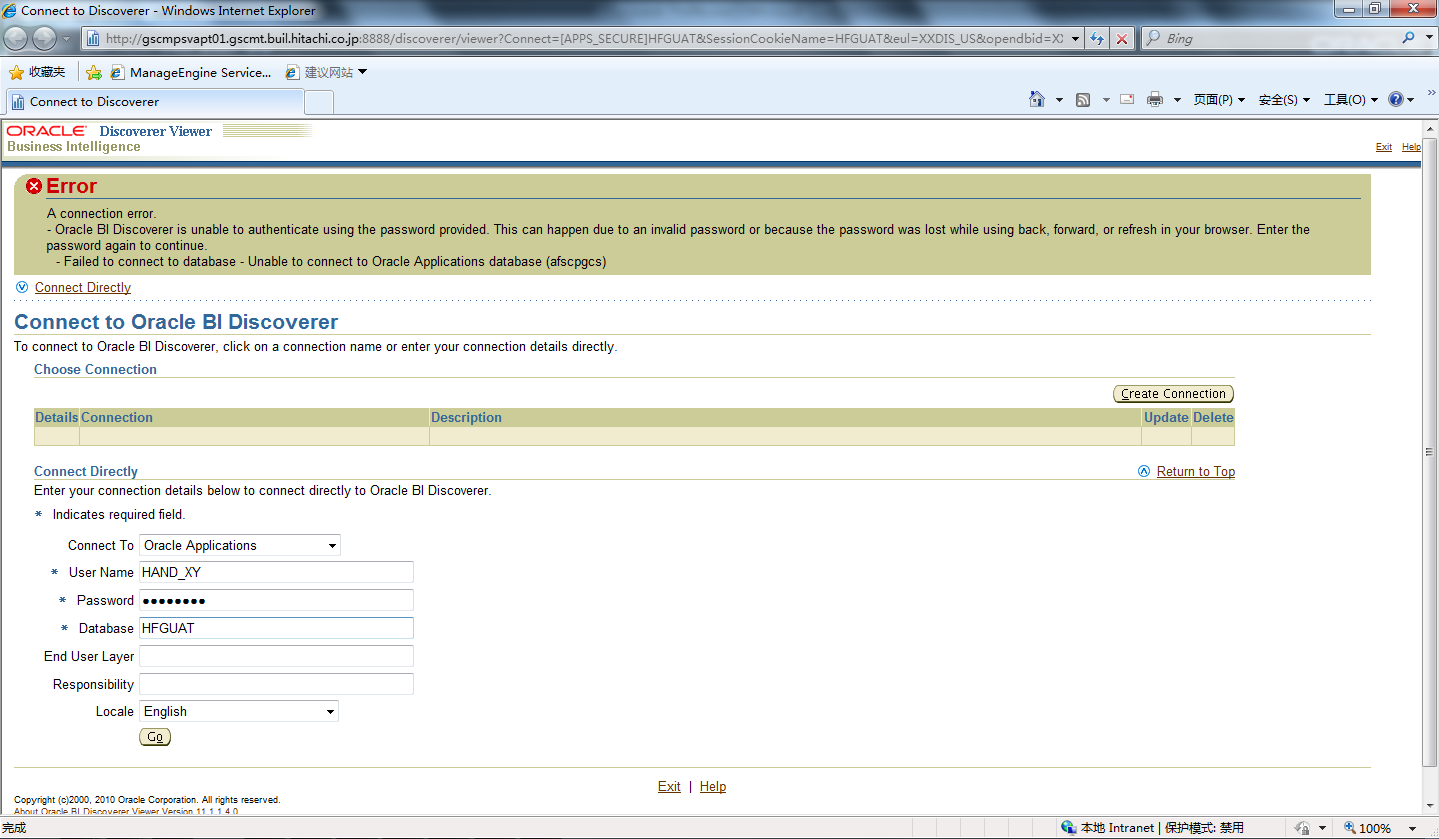 Connect to Discoverer - Windows Internet Explorer
http://gscmpsvapt01.gscmt.buil.hitachi.co.jp:8888/discoverer/viewer?Connect=[APPS_SECURE]HFGUAT&SessionCookieName=HFGUAT&eul=XXDIS_US&opendbid=X
Bing
收藏夹 ManageEngine Service... 建议网站
Connect to Discoverer
页面(P) 安全(S) 工具(O)
ORACLE Discoverer Viewer
Business Intelligence
Exit Help
Error
A connection error.
- Oracle BI Discoverer is unable to authenticate using the password provided. This can happen due to an invalid password or because the password was lost while using back, forward, or refresh in your browser. Enter the
password again to continue.
- Failed to connect to database - Unable to connect to Oracle Applications database (afscpgcs)
Connect Directly
Connect to Oracle BI Discoverer
To connect to Oracle BI Discoverer, click on a connection name or enter your connection details directly.
Choose Connection
Create Connection
Details Connection Description Update Delete
Connect Directly Return to Top
Enter your connection details below to connect directly to Oracle BI Discoverer.
* Indicates required field.
Connect To Oracle Applications
* User Name HAND_XY
* Password ●●●●●●●●
* Database HFGUAT
End User Layer
Responsibility
Locale English
Go
Exit | Help
Copyright (c)2000, 2010 Oracle Corporation. All rights reserved.
About Oracle BI Discoverer Viewer Version 11.1.1.4.0
完成 本地 Intranet | 保护模式: 禁用 100%